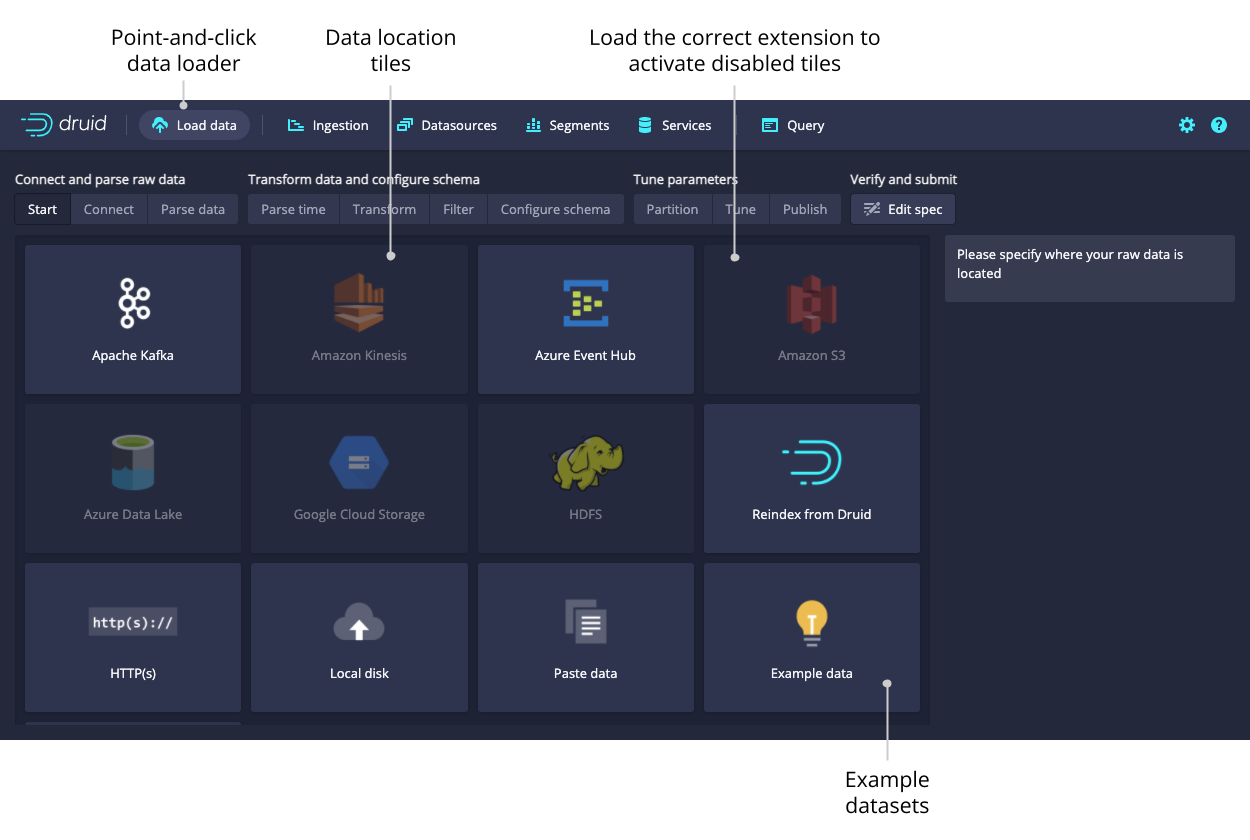 Point-and-click
data loader
Data location
tiles
Load the correct extension to
activate disabled tiles
druid
Load data
Ingestion
Datasources
Segments
Services
Query
?
Connect and parse raw data
Transform data and configure schema
Tune parameters
Verify and submit
Start
Connect
Parse data
Parse time
Transform
Filter
Configure schema
Partition
Tune
Publish
Edit spec
Please specify where your raw data is
located
Apache Kafka
Amazon Kinesis
Azure Event Hub
Amazon S3
Azure Data Lake
Google Cloud Storage
HDFS
Reindex from Druid
http(s)://
HTTP(s)
Local disk
Paste data
Example data
Example
datasets